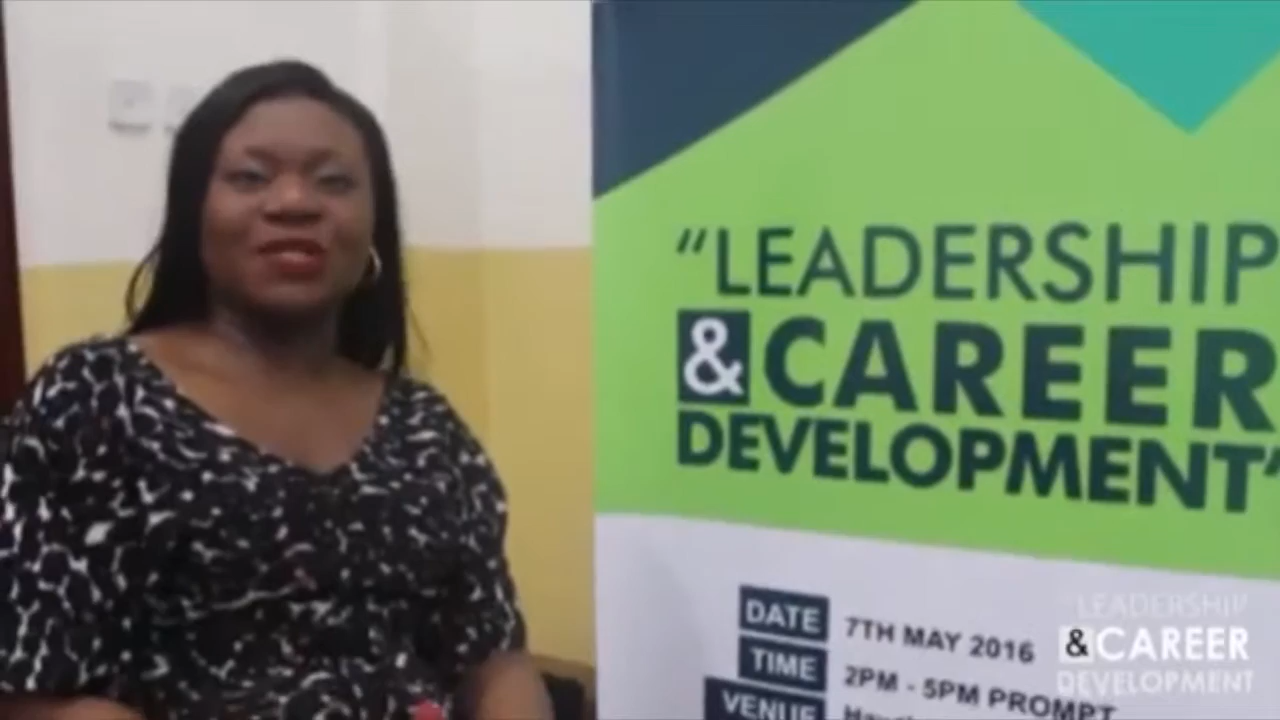 “LEADERSHIP
& CAREER
DEVELOPMENT”
DATE 7TH MAY 2016
TIME 2PM - 5PM PROMPT
VENUE
LEADERSHIP
& CAREER
DEVELOPMENT